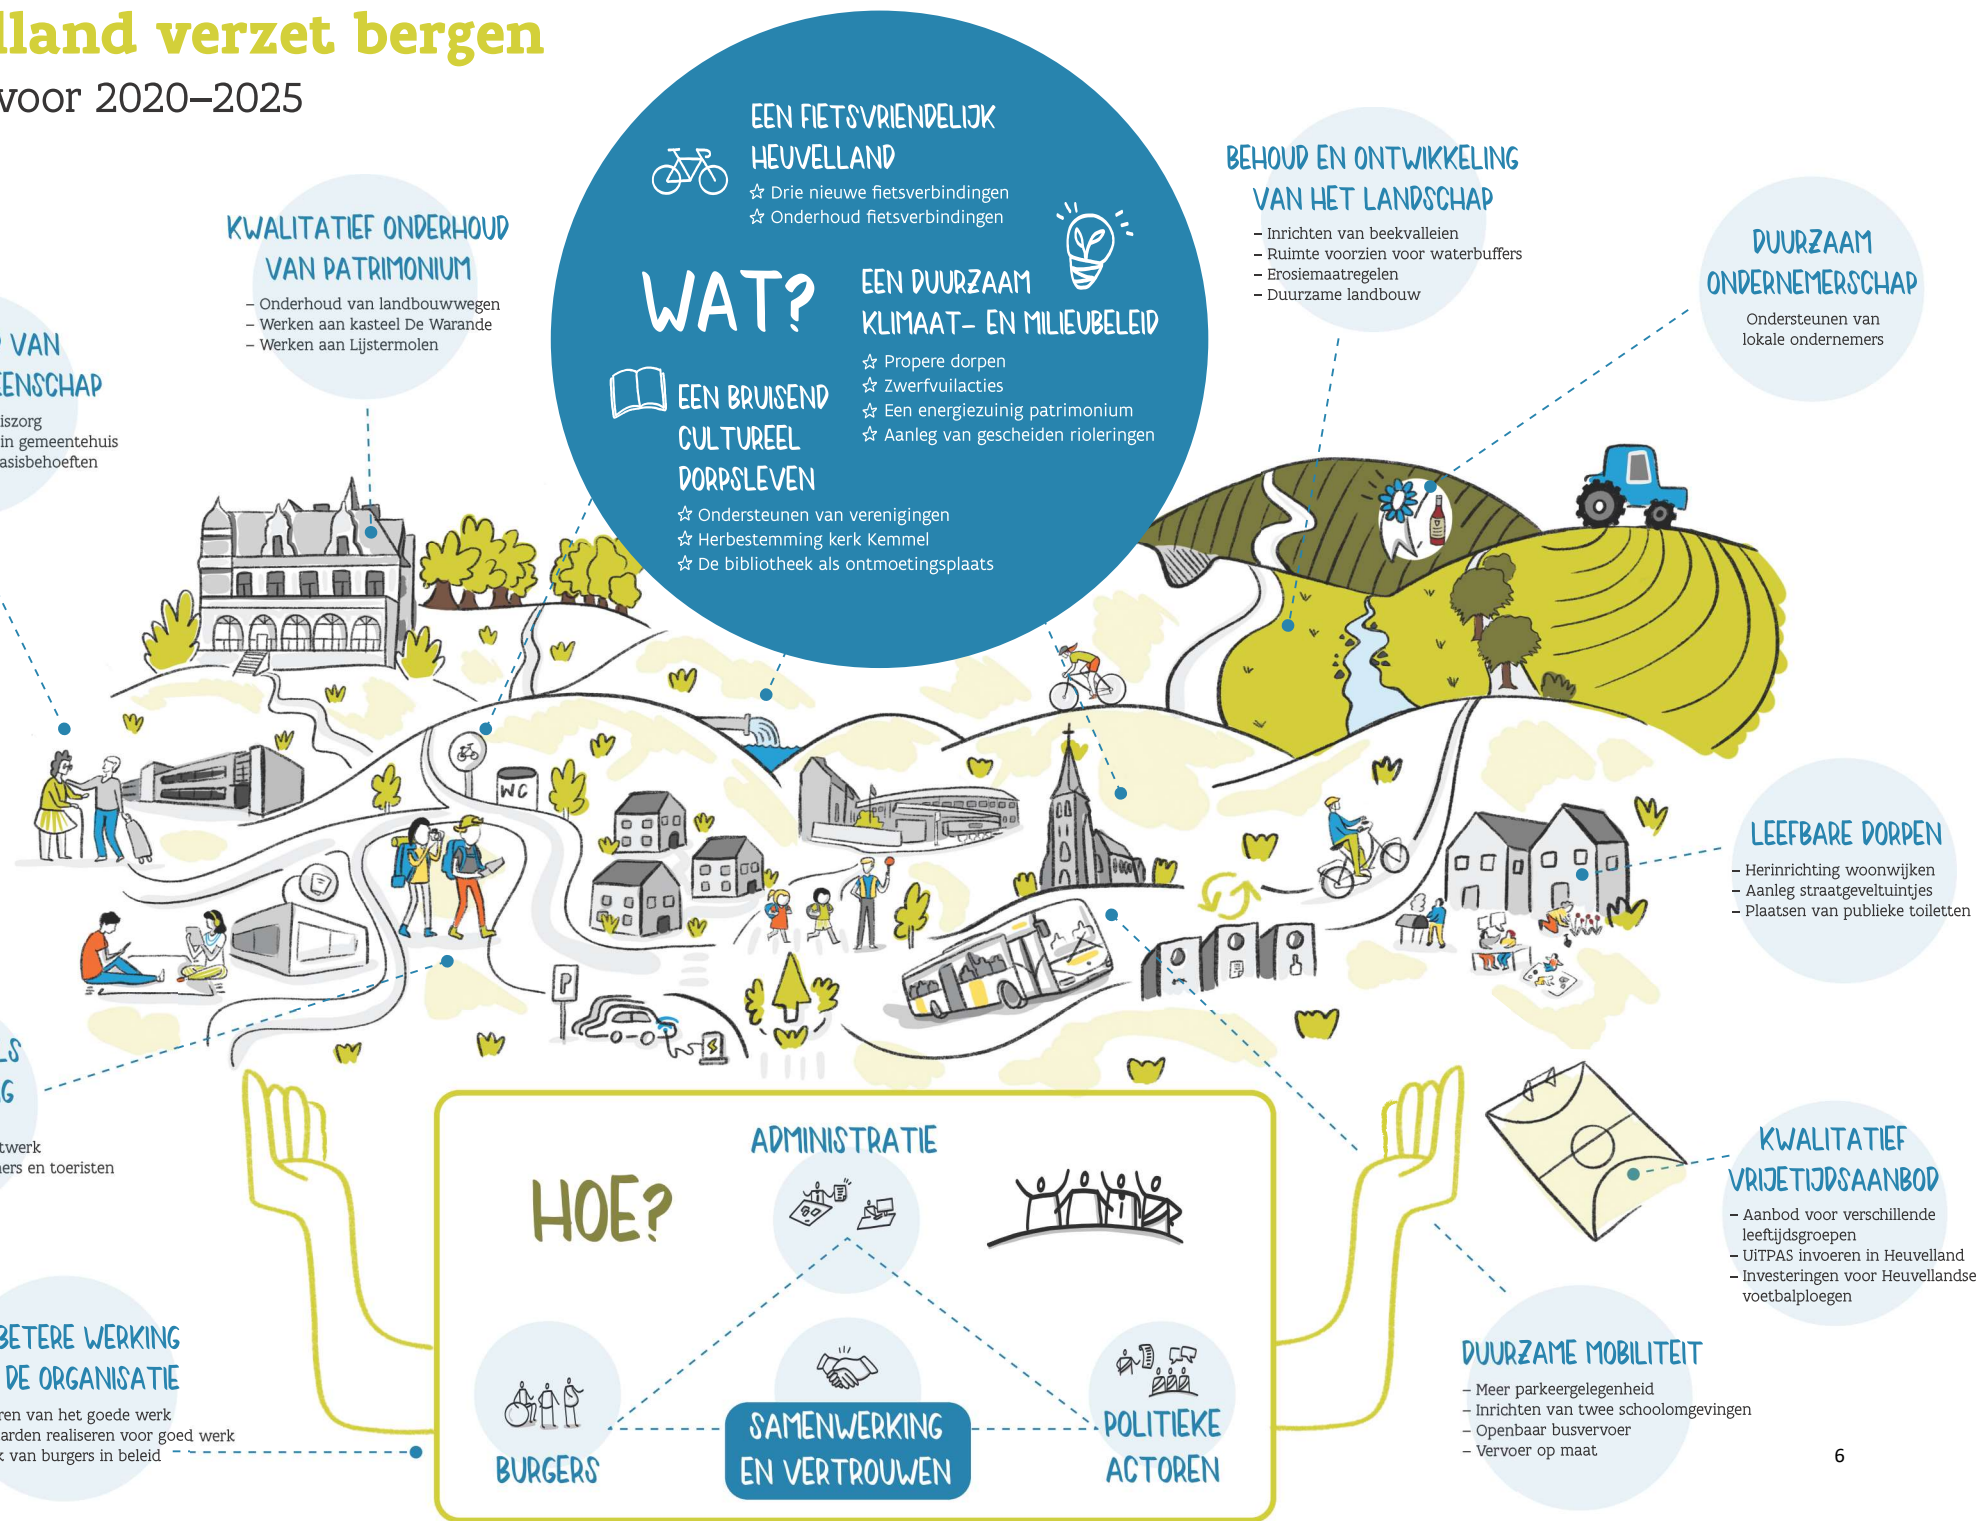 lland verzet bergen
voor 2020–2025
EEN FIETSVRIENDELIJK
HEUVELLAND
☆ Drie nieuwe fietsverbindingen
☆ Onderhoud fietsverbindingen
WAT?
EEN DUURZAAM
KLIMAAT- EN MILIEUBELEID
☆ Propere dorpen
☆ Zwerfvuilacties
☆ Een energiezuinig patrimonium
☆ Aanleg van gescheiden rioleringen
EEN BRUISEND
CULTUREEL
DORPSLEVEN
☆ Ondersteunen van verenigingen
☆ Herbestemming kerk Kemmel
☆ De bibliotheek als ontmoetingsplaats
KWALITATIEF ONDERHOUD
VAN PATRIMONIUM
– Onderhoud van landbouwwegen
– Werken aan kasteel De Warande
– Werken aan Lijstermolen
BEHOUD EN ONTWIKKELING
VAN HET LANDSCHAP
– Inrichten van beekvalleien
– Ruimte voorzien voor waterbuffers
– Erosiemaatregelen
– Duurzame landbouw
DUURZAAM
ONDERNEMERSCHAP
Ondersteunen van
lokale ondernemers
VAN
EENSCHAP
iszorg
in gemeentehuis
asisbehoeften
WC
P
LEEFBARE DORPEN
– Herinrichting woonwijken
– Aanleg straatgeveltuintjes
– Plaatsen van publieke toiletten
LS
G
twerk
ers en toeristen
KWALITATIEF
VRIJETIJDSAANBOD
– Aanbod voor verschillende
leeftijdsgroepen
– UiTPAS invoeren in Heuvelland
– Investeringen voor Heuvellandse
voetbalploegen
HOE?
ADMINISTRATIE
BURGERS
SAMENWERKING
EN VERTROUWEN
POLITIEKE
ACTOREN
BETERE WERKING
DE ORGANISATIE
ren van het goede werk
arden realiseren voor goed werk
k van burgers in beleid
DUURZAME MOBILITEIT
– Meer parkeergelegenheid
– Inrichten van twee schoolomgevingen
– Openbaar busvervoer
– Vervoer op maat
6